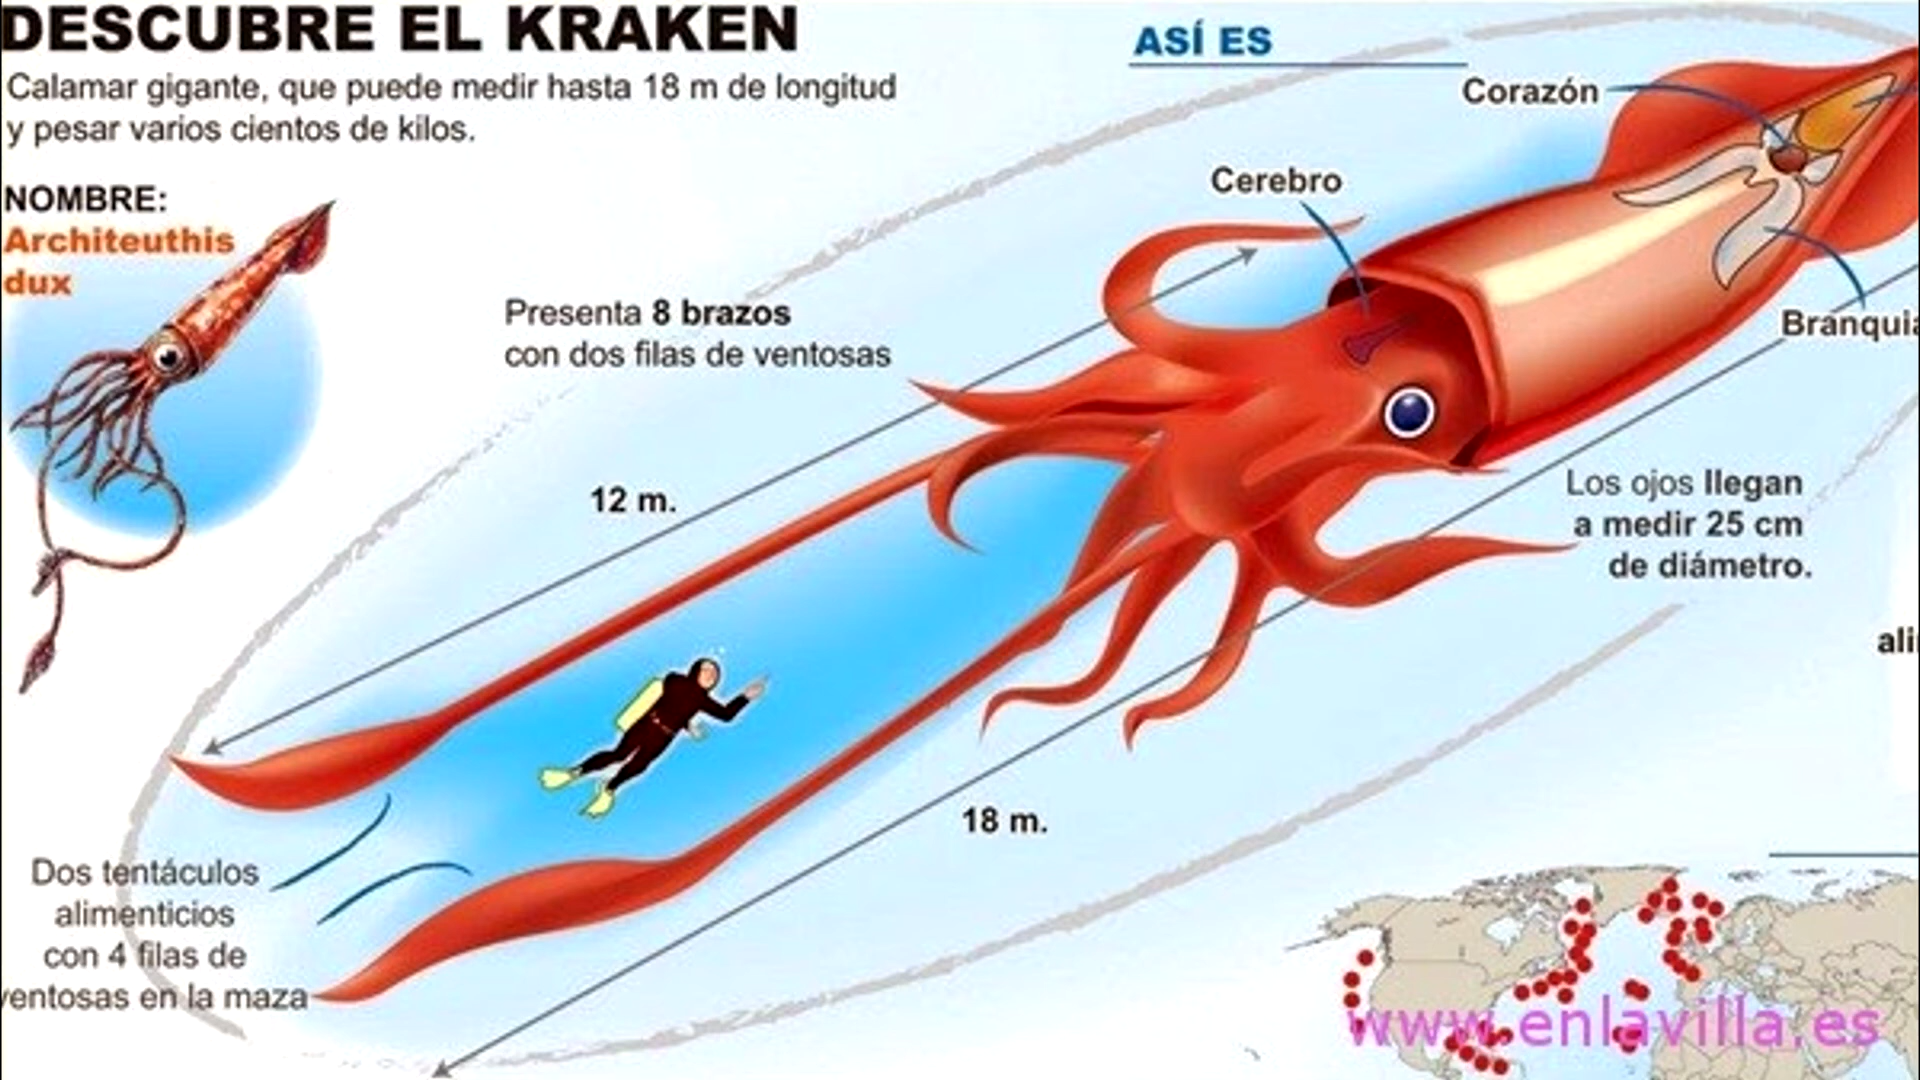 DESCUBRE EL KRAKEN
Calamar gigante, que puede medir hasta 18 m de longitud
y pesar varios cientos de kilos.
NOMBRE:
Architeuthis
dux
ASÍ ES
Corazón
Cerebro
Branquia
Presenta 8 brazos
con dos filas de ventosas
12 m.
Los ojos llegan
a medir 25 cm
de diámetro.
ali
18 m.
Dos tentáculos
alimenticios
con 4 filas de
ventosas en la maza
www.enlavilla.es